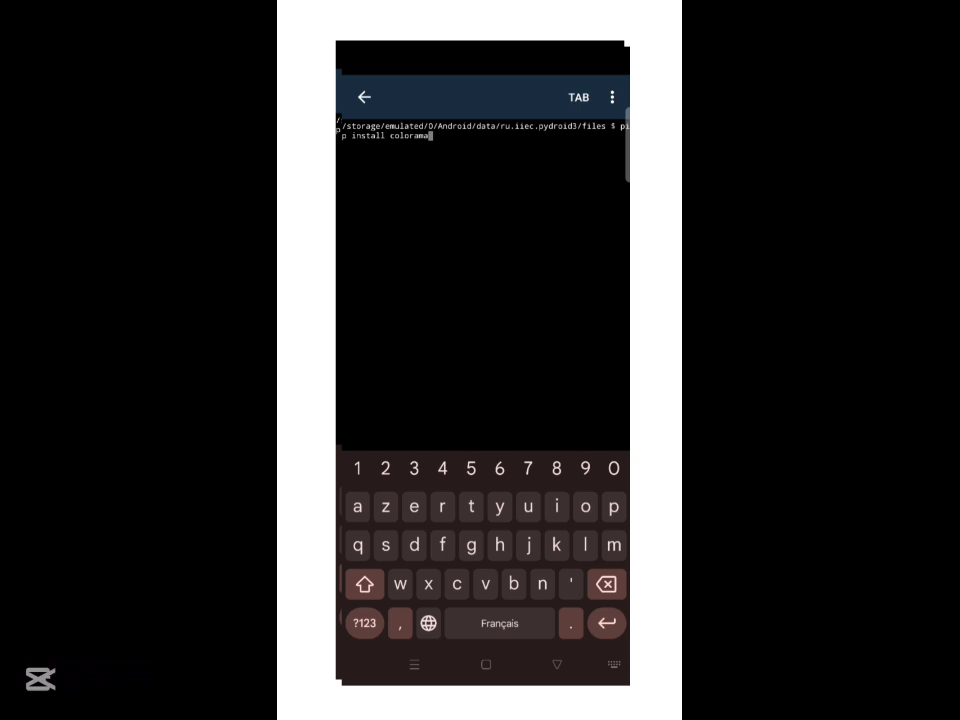 TAB
/storage/emulated/0/Android/data/ru.iiec.pydroid3/files $ pi
p install colorama
1 2 3 4 5 6 7 8 9 0
a z e r t y u i o p
q s d f g h j k l m
w x c v b n '
?123 , Français .